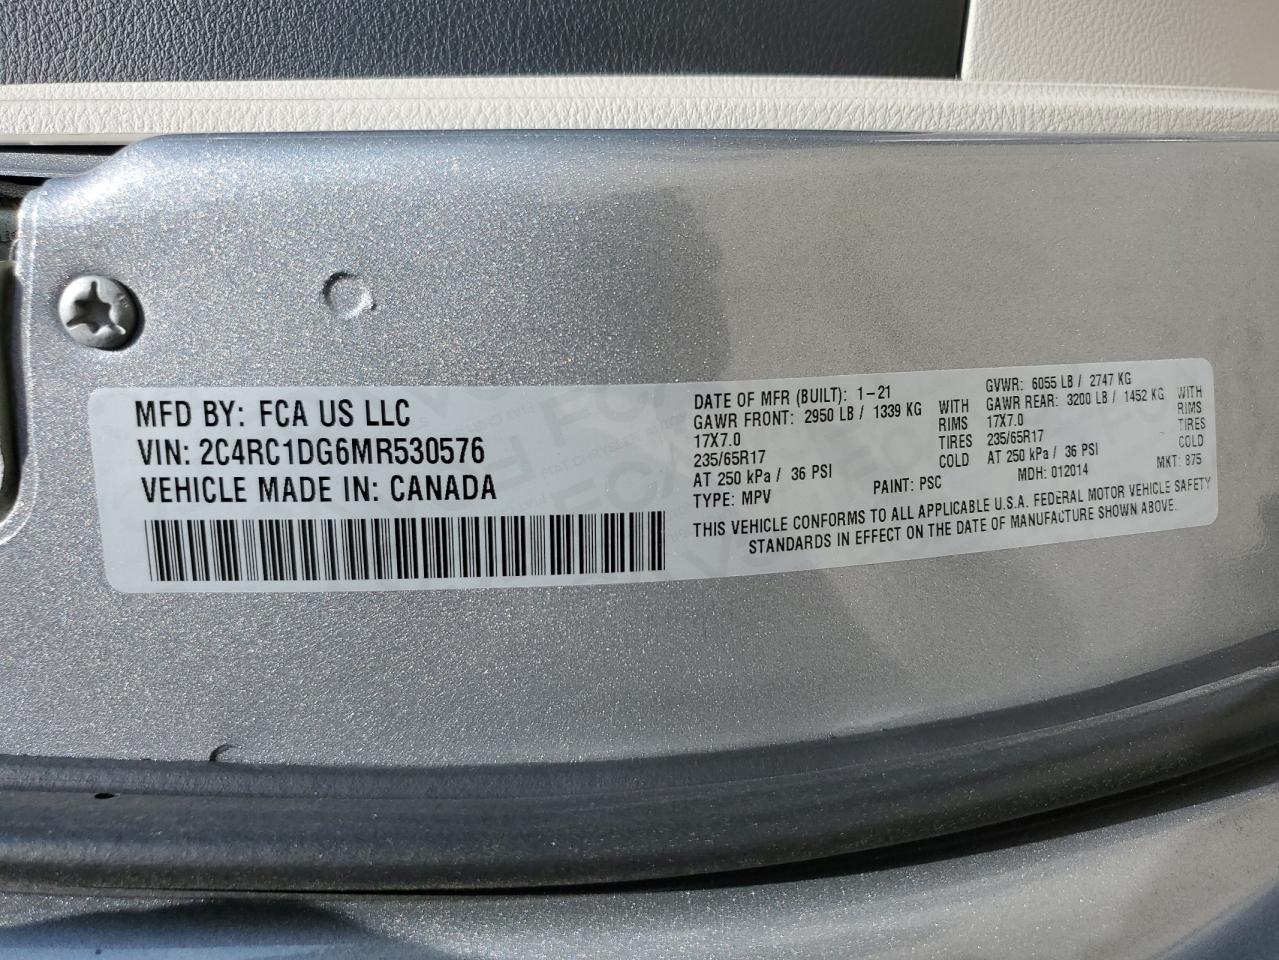 MFD BY: FCA US LLC
VIN: 2C4RC1DG6MR530576
VEHICLE MADE IN: CANADA
DATE OF MFR (BUILT): 1-21
GAWR FRONT: 2950 LB / 1339 KG WITH
17X7.0 RIMS
235/65R17 TIRES
AT 250 kPa / 36 PSI COLD
TYPE: MPV PAINT: PSC
GVWR: 6055 LB / 2747 KG
GAWR REAR: 3200 LB / 1452 KG WITH
17X7.0 RIMS
235/65R17 TIRES
AT 250 kPa / 36 PSI COLD
MDH: 012014 MKT: 875
THIS VEHICLE CONFORMS TO ALL APPLICABLE U.S.A. FEDERAL MOTOR VEHICLE SAFETY
STANDARDS IN EFFECT ON THE DATE OF MANUFACTURE SHOWN ABOVE.